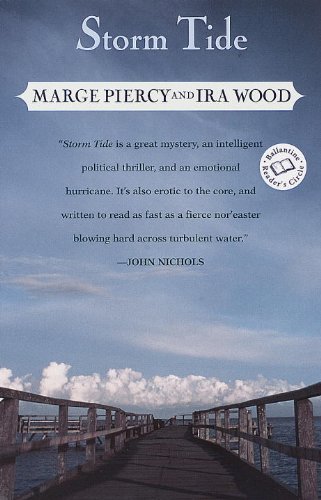 Storm Tide
MARGE PIERCY AND IRA WOOD
Ballantine
Reader's Circle
"Storm Tide is a great mystery, an intelligent
political thriller, and an emotional
hurricane. It's also erotic to the core, and
written to read as fast as a fierce nor'easter
blowing hard across turbulent water."
—JOHN NICHOLS